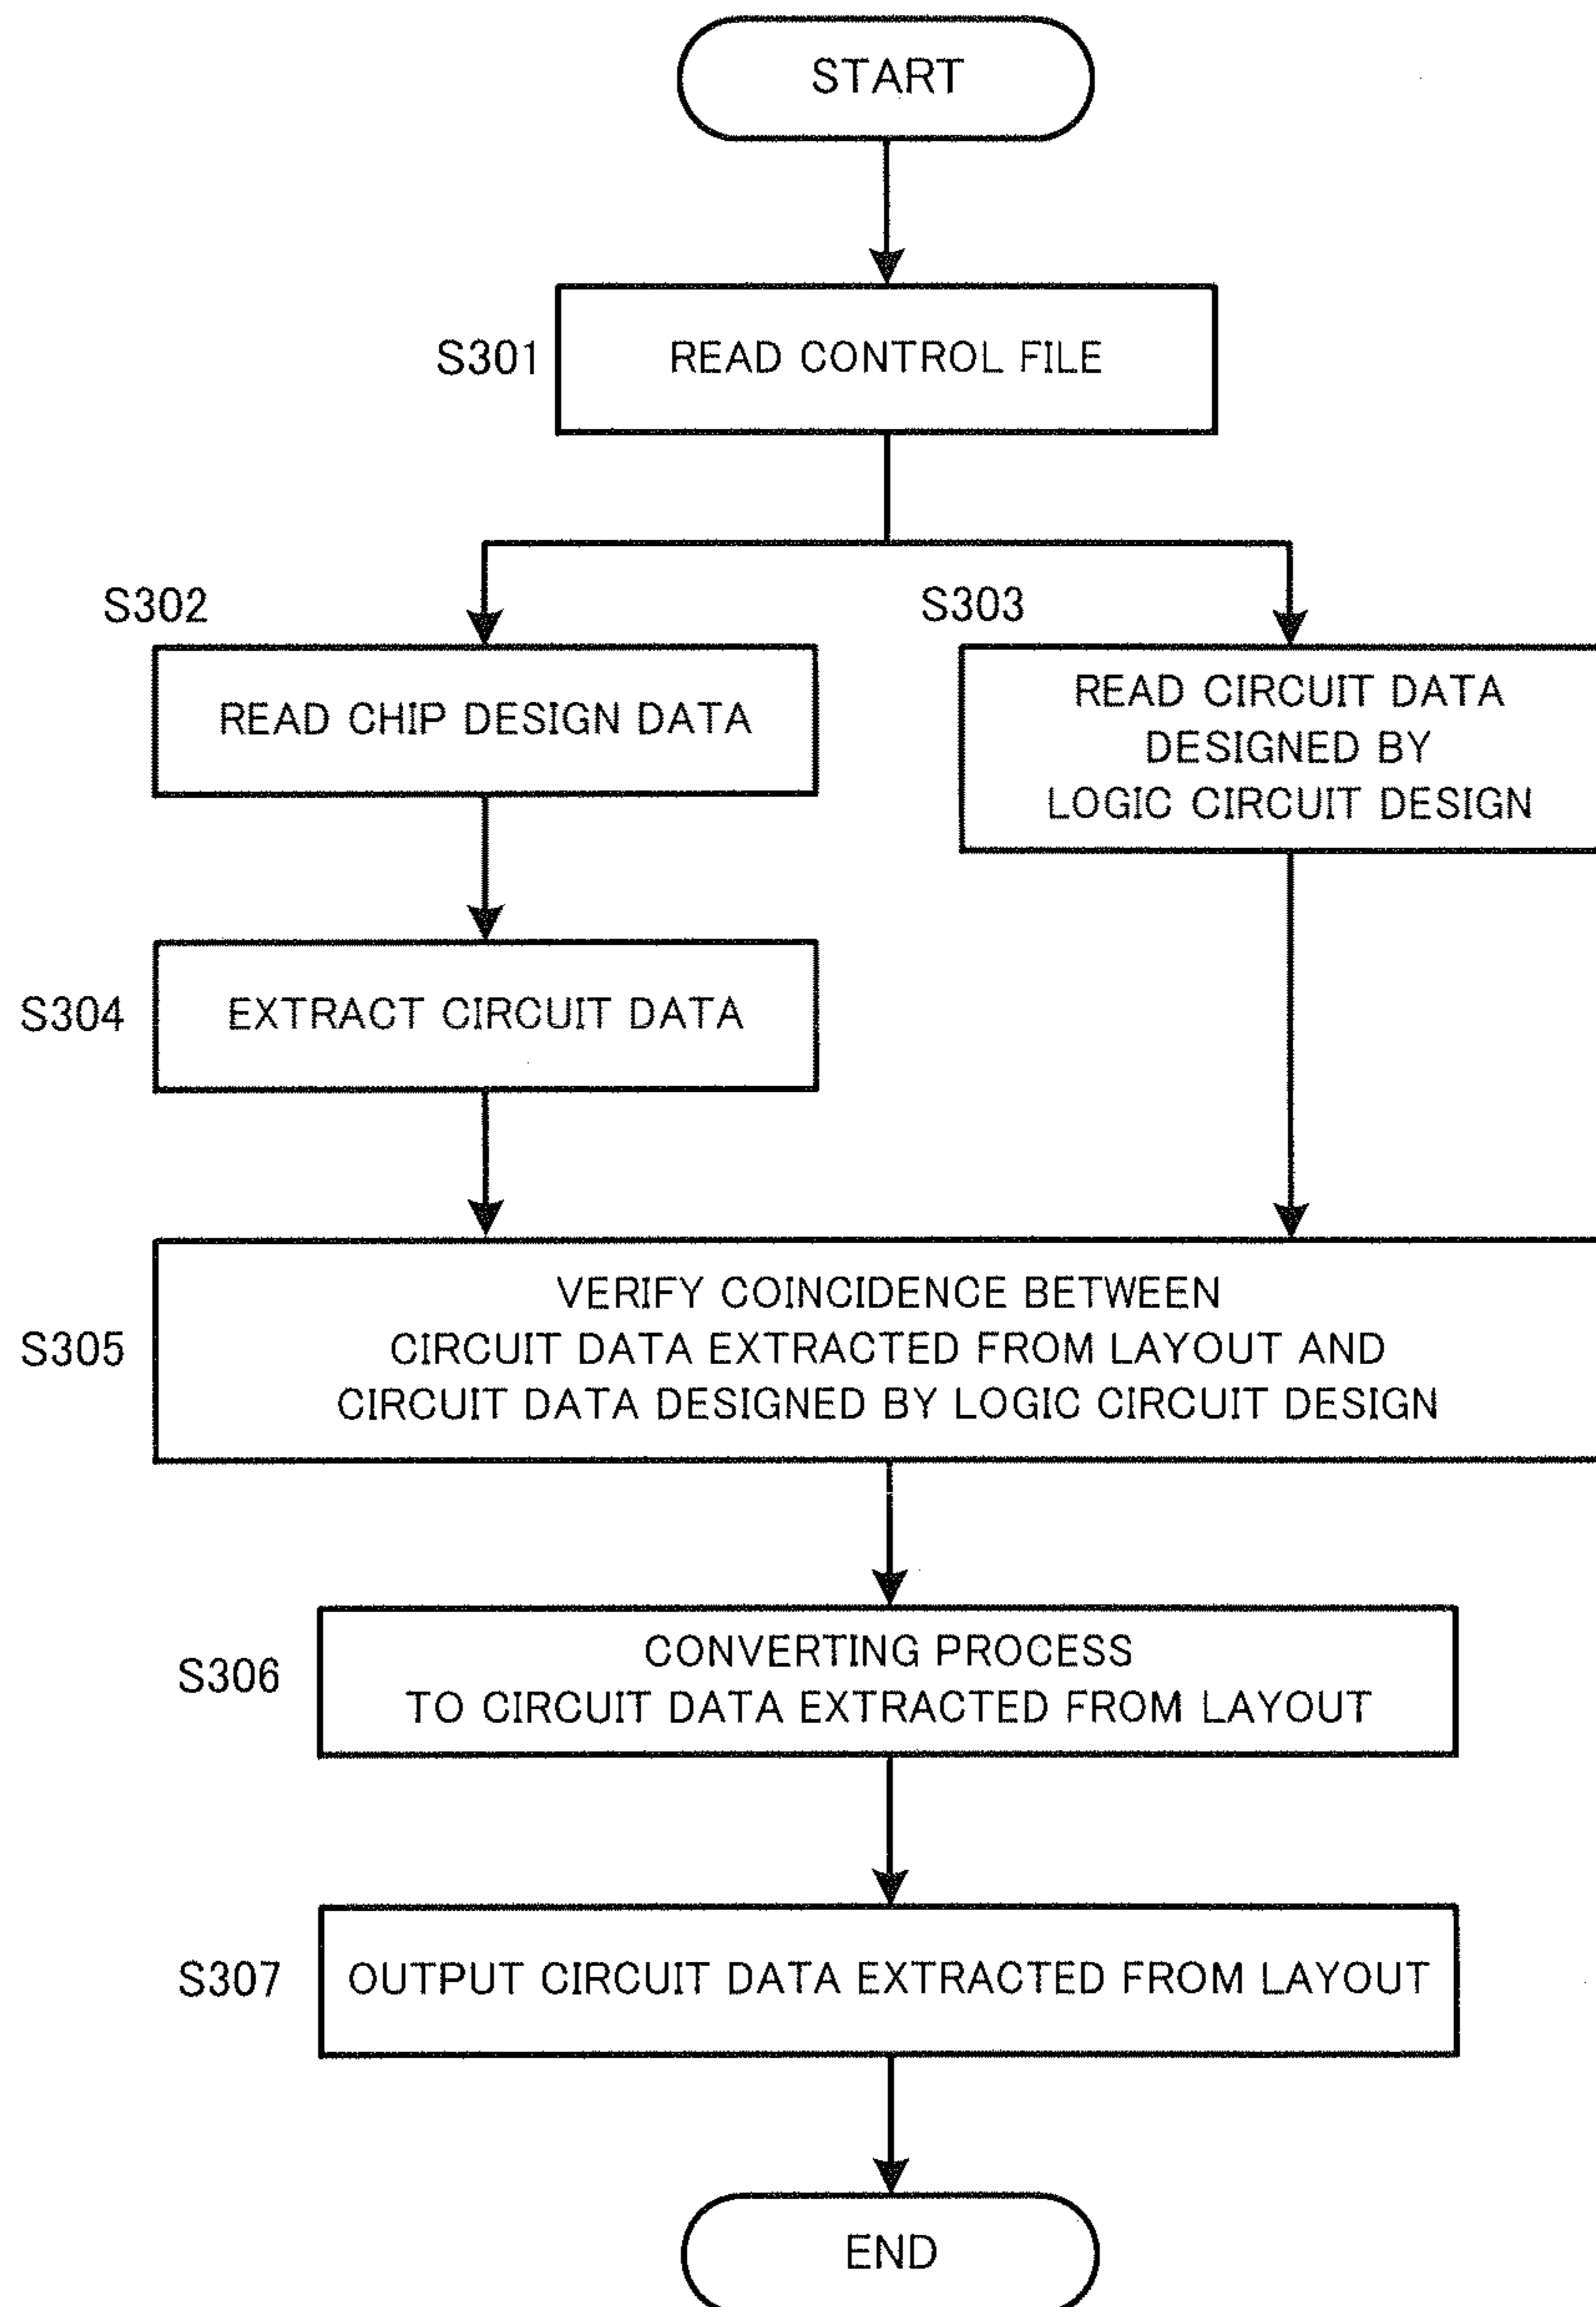 START
S301
READ CONTROL FILE
S302
S303
READ CHIP DESIGN DATA
READ CIRCUIT DATA
DESIGNED BY
LOGIC CIRCUIT DESIGN
S304
EXTRACT CIRCUIT DATA
S305
VERIFY COINCIDENCE BETWEEN
CIRCUIT DATA EXTRACTED FROM LAYOUT AND
CIRCUIT DATA DESIGNED BY LOGIC CIRCUIT DESIGN
S306
CONVERTING PROCESS
TO CIRCUIT DATA EXTRACTED FROM LAYOUT
S307
OUTPUT CIRCUIT DATA EXTRACTED FROM LAYOUT
END